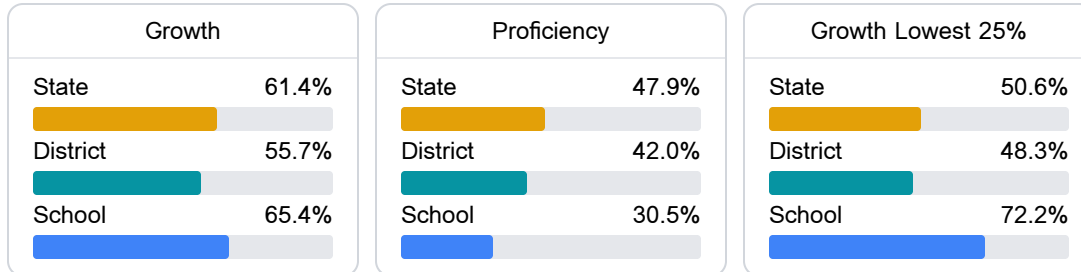 Growth
State 61.4%
District 55.7%
School 65.4%
Proficiency
State 47.9%
District 42.0%
School 30.5%
Growth Lowest 25%
State 50.6%
District 48.3%
School 72.2%